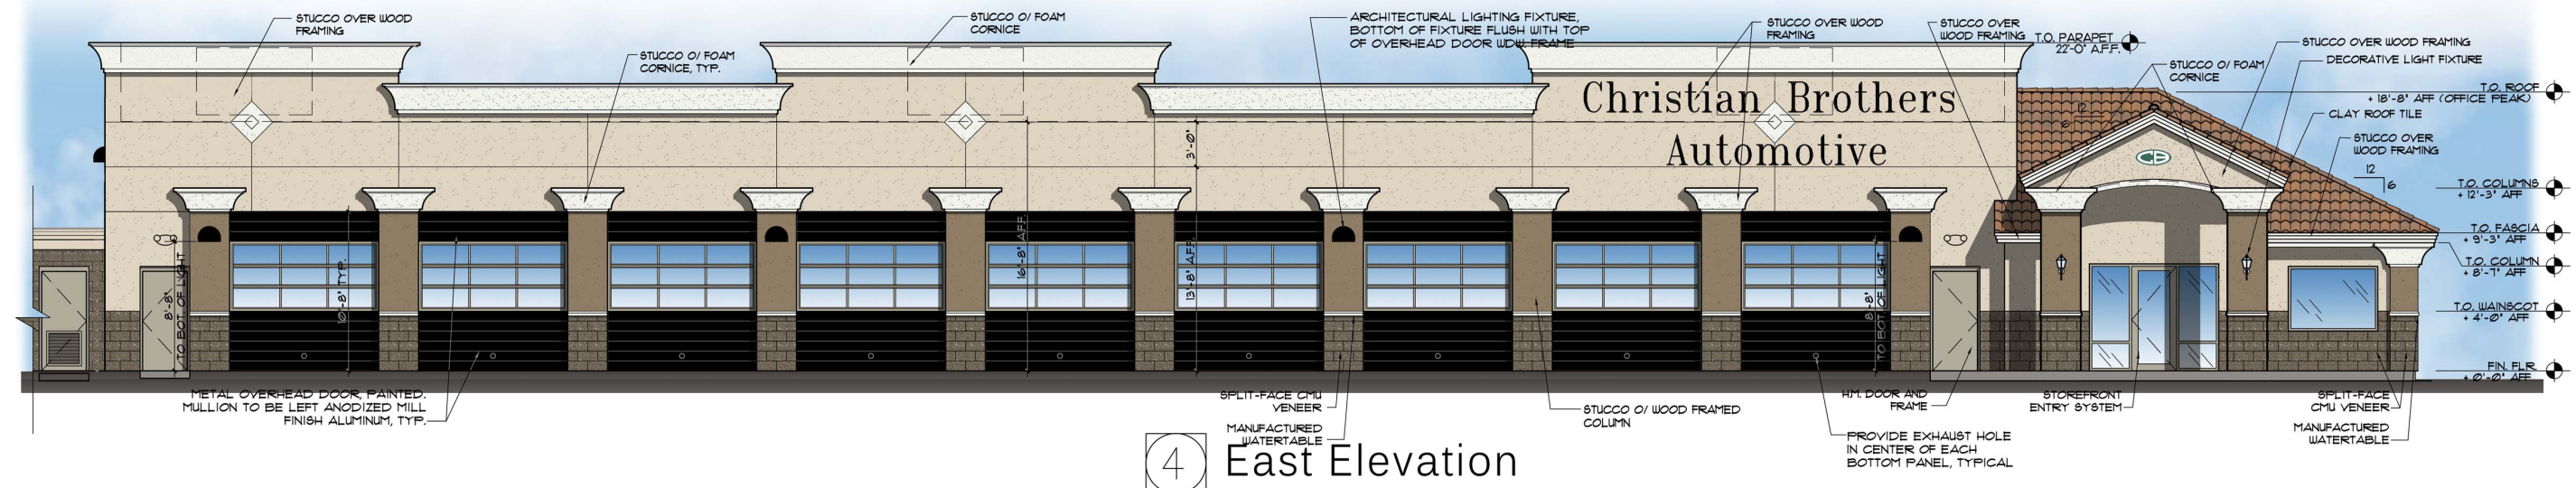 STUCCO OVER WOOD
FRAMING
STUCCO O/ FOAM
CORNICE, TYP.
STUCCO O/ FOAM
CORNICE
ARCHITECTURAL LIGHTING FIXTURE,
BOTTOM OF FIXTURE FLUSH WITH TOP
OF OVERHEAD DOOR WDW. FRAME
STUCCO OVER WOOD
FRAMING
STUCCO OVER
WOOD FRAMING
T.O. PARAPET
22'-0" A.F.F.
STUCCO O/ FOAM
CORNICE
STUCCO OVER WOOD FRAMING
DECORATIVE LIGHT FIXTURE
T.O. ROOF
+ 18'-8" AFF (OFFICE PEAK)
CLAY ROOF TILE
STUCCO OVER
WOOD FRAMING
12
6
12
6
T.O. COLUMNS
+ 12'-3" AFF
T.O. FASCIA
+ 9'-3" AFF
T.O. COLUMN
+ 8'-7" AFF
T.O. WAINSCOT
+ 4'-0" AFF
FIN. FLR.
+ 0'-0" AFF
Christian Brothers
Automotive
CB
3'-0"
8'-8"
TO BOT. OF LIGHT
10'-8" TYP.
16'-8" A.F.F.
13'-8" A.F.F.
8'-8"
TO BOT. OF LIGHT
METAL OVERHEAD DOOR, PAINTED.
MULLION TO BE LEFT ANODIZED MILL
FINISH ALUMINUM, TYP.
SPLIT-FACE CMU
VENEER
MANUFACTURED
WATERTABLE
STUCCO O/ WOOD FRAMED
COLUMN
PROVIDE EXHAUST HOLE
IN CENTER OF EACH
BOTTOM PANEL, TYPICAL
H.M. DOOR AND
FRAME
STOREFRONT
ENTRY SYSTEM
SPLIT-FACE
CMU VENEER
MANUFACTURED
WATERTABLE
4 East Elevation